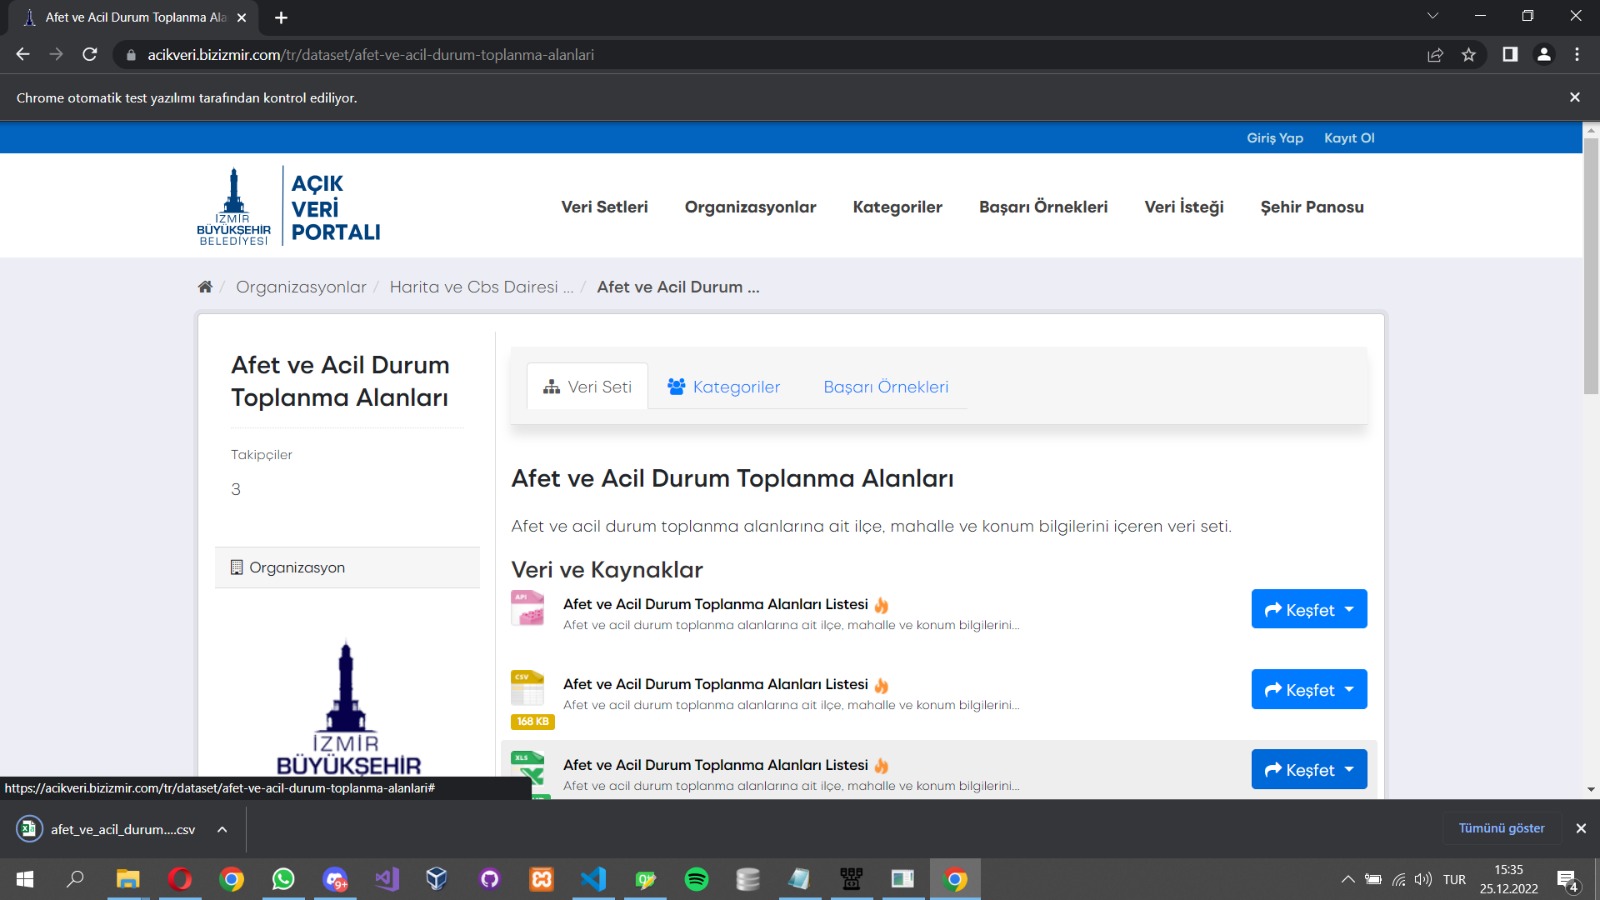 Afet ve Acil Durum Toplanma Ala
acikveri.bizizmir.com/tr/dataset/afet-ve-acil-durum-toplanma-alanlari
Chrome otomatik test yazılımı tarafından kontrol ediliyor.
Giriş Yap Kayıt Ol
İZMİR
BÜYÜKŞEHİR
BELEDİYESİ
AÇIK
VERİ
PORTALI
Veri Setleri Organizasyonlar Kategoriler Başarı Örnekleri Veri İsteği Şehir Panosu
/ Organizasyonlar / Harita ve Cbs Dairesi ... / Afet ve Acil Durum ...
Afet ve Acil Durum
Toplanma Alanları
Takipçiler
3
Organizasyon
İZMİR
BÜYÜKŞEHİR
Veri Seti Kategoriler Başarı Örnekleri
Afet ve Acil Durum Toplanma Alanları
Afet ve acil durum toplanma alanlarına ait ilçe, mahalle ve konum bilgilerini içeren veri seti.
Veri ve Kaynaklar
API
Afet ve Acil Durum Toplanma Alanları Listesi
Afet ve acil durum toplanma alanlarına ait ilçe, mahalle ve konum bilgilerini...
Keşfet
CSV
168 KB
Afet ve Acil Durum Toplanma Alanları Listesi
Afet ve acil durum toplanma alanlarına ait ilçe, mahalle ve konum bilgilerini...
Keşfet
XLS
Afet ve Acil Durum Toplanma Alanları Listesi
Afet ve acil durum toplanma alanlarına ait ilçe, mahalle ve konum bilgilerini...
Keşfet
https://acikveri.bizizmir.com/tr/dataset/afet-ve-acil-durum-toplanma-alanlari#
afet_ve_acil_durum....csv
Tümünü göster
9+
TUR
15:35
25.12.2022
4